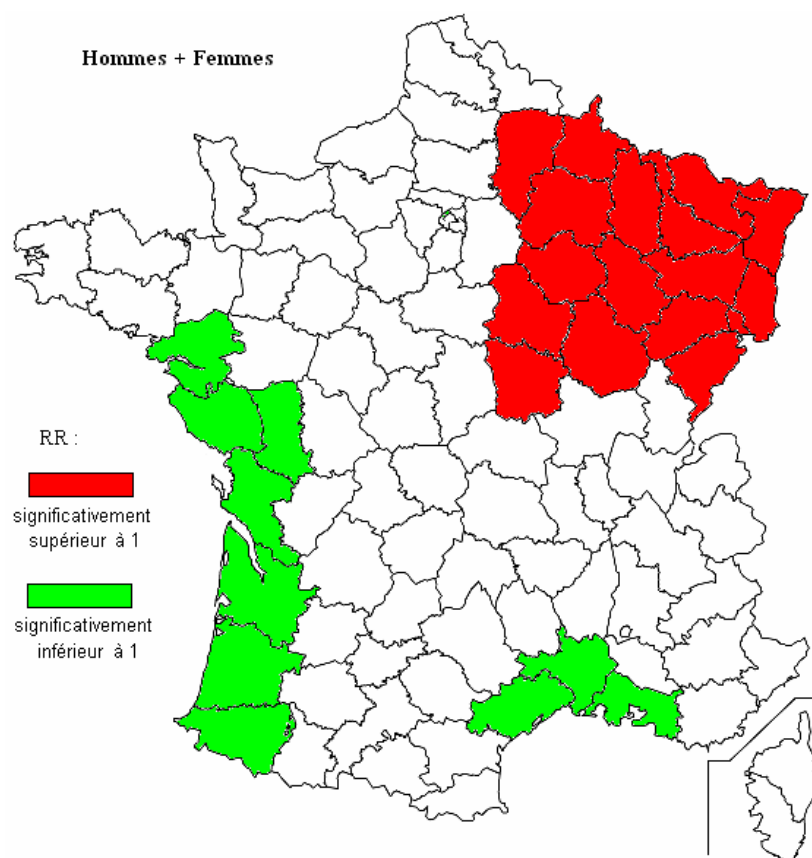 Hommes + Femmes
RR :
significativement
supérieur à 1
significativement
inférieur à 1